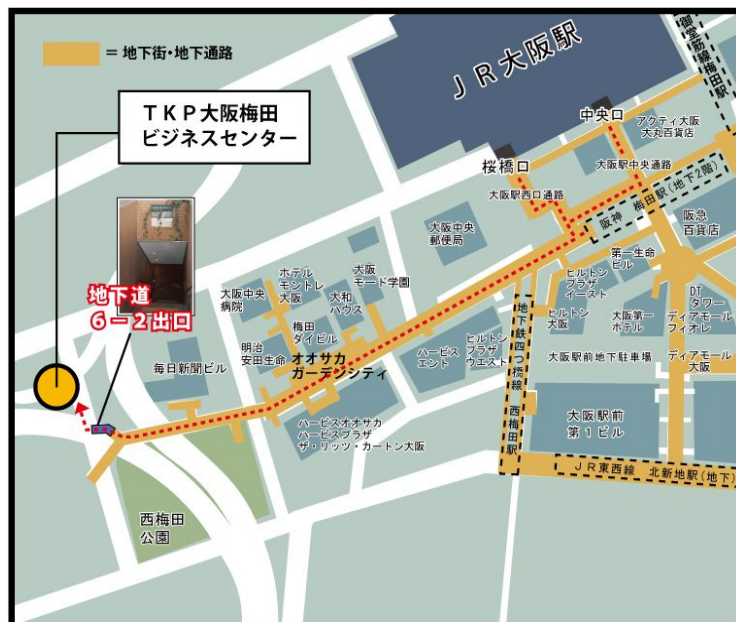 = 地下街・地下通路
ＴＫＰ大阪梅田
ビジネスセンター
地下道
６－２出口
ＪＲ大阪駅
中央口
桜橋口
御堂筋線梅田駅
アクティ大阪
大丸百貨店
大阪駅中央通路
大阪駅西口通路
阪神 梅田駅(地下2階)
阪急
百貨店
大阪中央
郵便局
第一生命
ビル
ヒルトン
プラザ
イースト
ヒルトン
大阪
大阪第一
ホテル
DT
タワー
ディアモール
フィオレ
ディアモール
大阪
大阪駅前地下駐車場
大阪駅前
第１ビル
地下鉄四つ橋線 西梅田駅
ＪＲ東西線 北新地駅(地下)
大阪
モード学園
ホテル
モントレ
大阪
大和
ハウス
大阪中央
病院
梅田
ダイビル
明治
安田生命
オオサカ
ガーデンシティ
毎日新聞ビル
ハービス
エント
ヒルトン
プラザ
ウエスト
ハービスオオサカ
ハービスプラザ
ザ・リッツ・カートン大阪
西梅田
公園